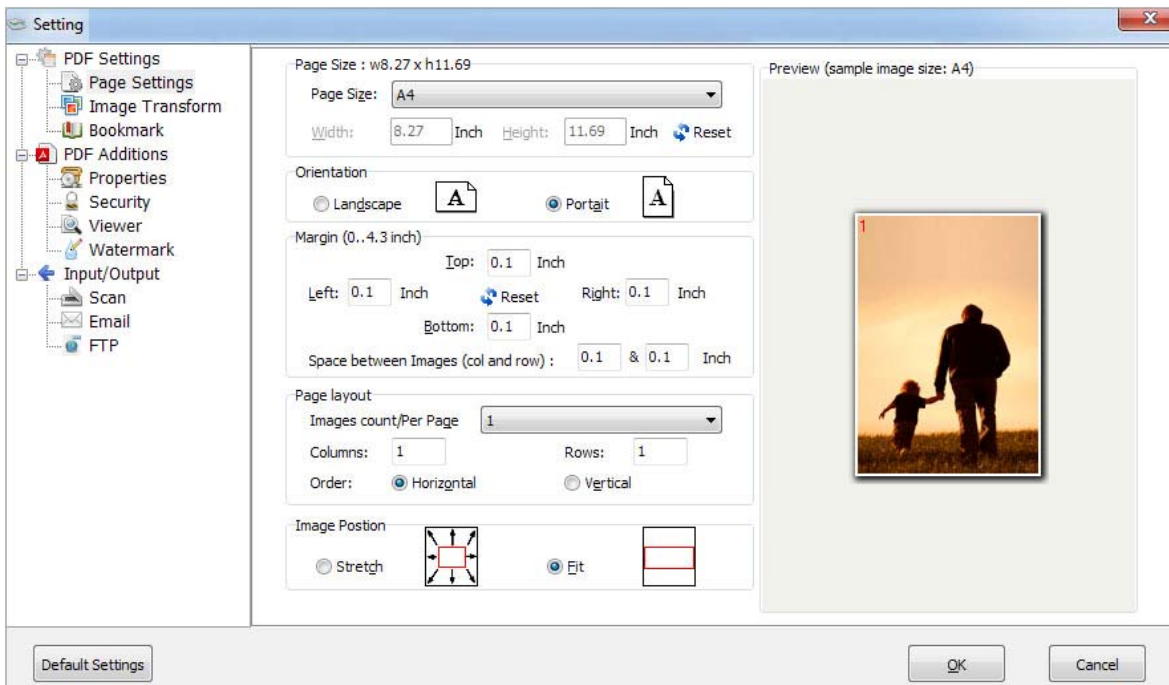 Setting
PDF Settings
Page Settings
Image Transform
Bookmark
PDF Additions
Properties
Security
Viewer
Watermark
Input/Output
Scan
Email
FTP
Page Size : w8.27 x h11.69
Page Size: A4
Width: 8.27 Inch Height: 11.69 Inch Reset
Orientation
Landscape A Portait A
Margin (0..4.3 inch)
Top: 0.1 Inch
Left: 0.1 Inch Reset Right: 0.1 Inch
Bottom: 0.1 Inch
Space between Images (col and row) : 0.1 & 0.1 Inch
Page layout
Images count/Per Page 1
Columns: 1 Rows: 1
Order: Horizontal Vertical
Image Postion
Stretch Fit
Preview (sample image size: A4)
1
Default Settings OK Cancel